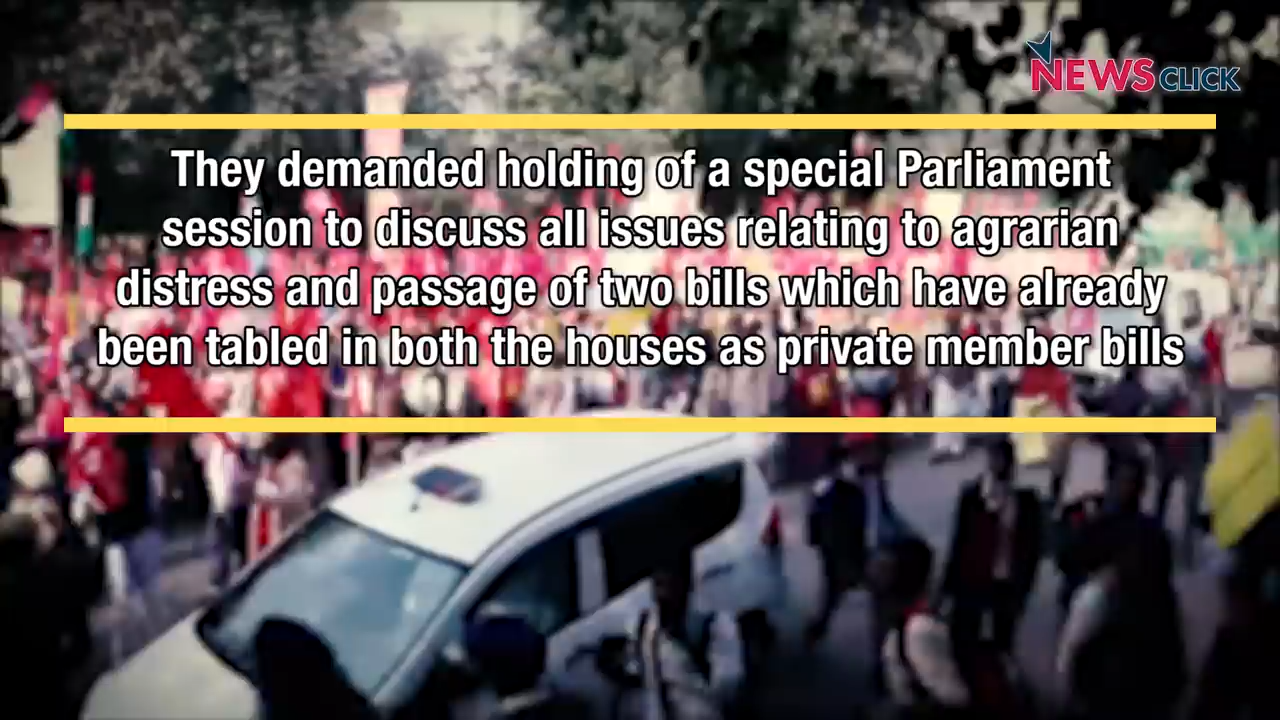 NEWSCLICK
They demanded holding of a special Parliament
session to discuss all issues relating to agrarian
distress and passage of two bills which have already
been tabled in both the houses as private member bills